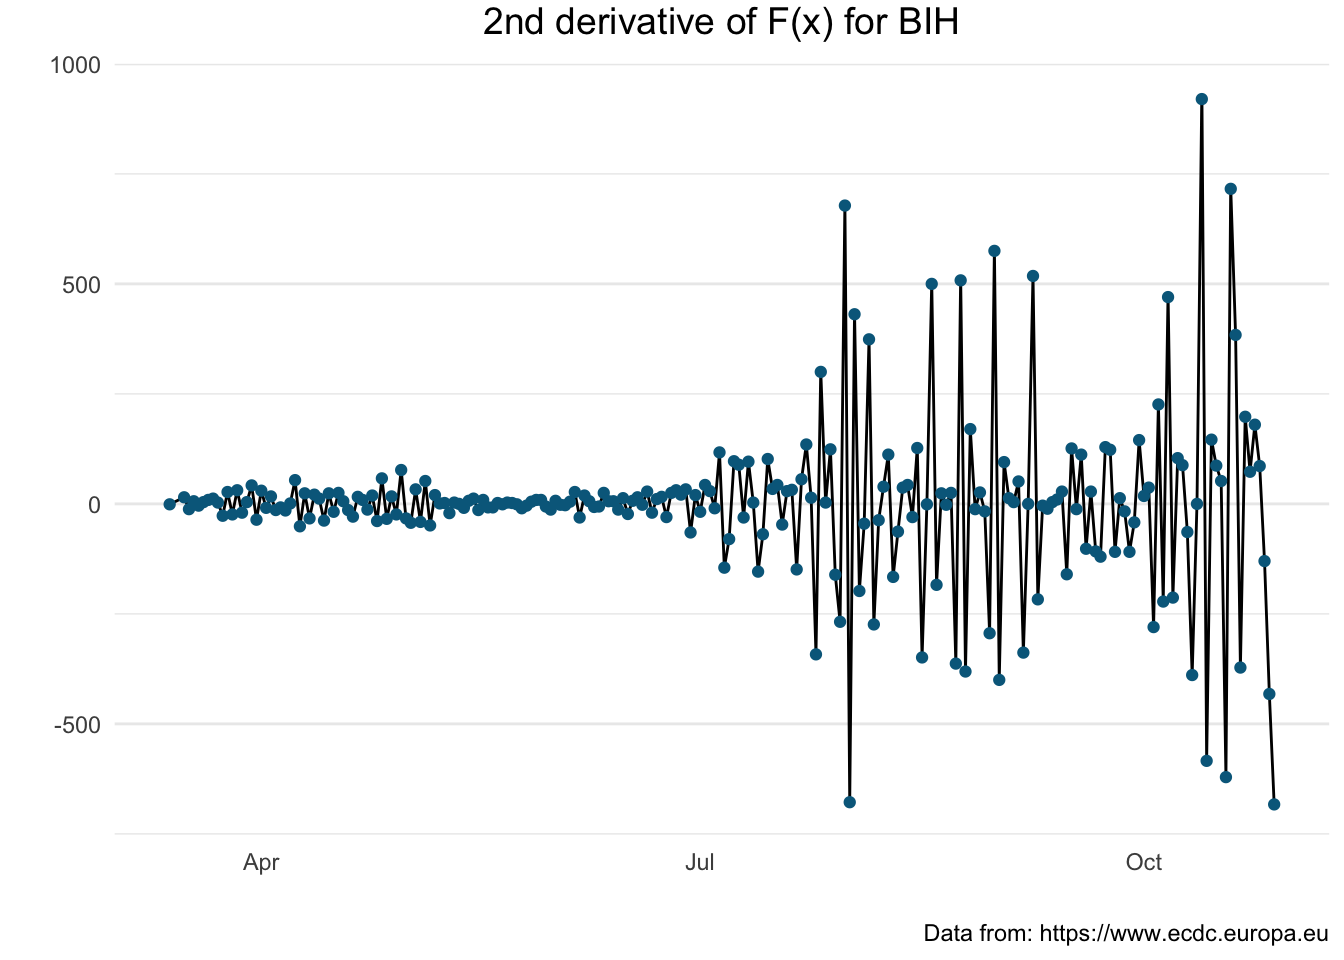 2nd derivative of F(x) for BIH
1000
500
0
-500
Apr Jul Oct
Data from: https://www.ecdc.europa.eu